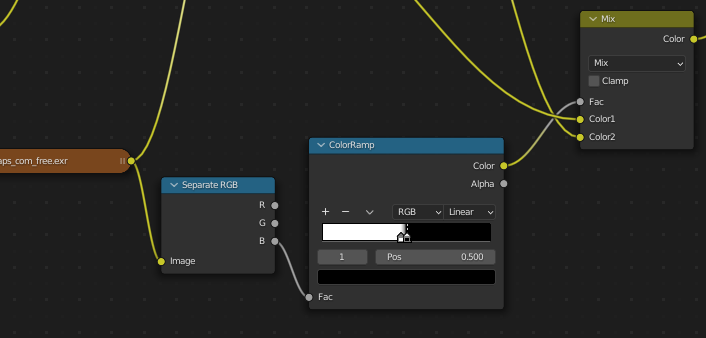 Mix
Color
Mix
Clamp
Fac
Color1
Color2
aps_com_free.exr
ColorRamp
Color
Alpha
+ − RGB Linear
1 Pos 0.500
Fac
Separate RGB
R
G
B
Image